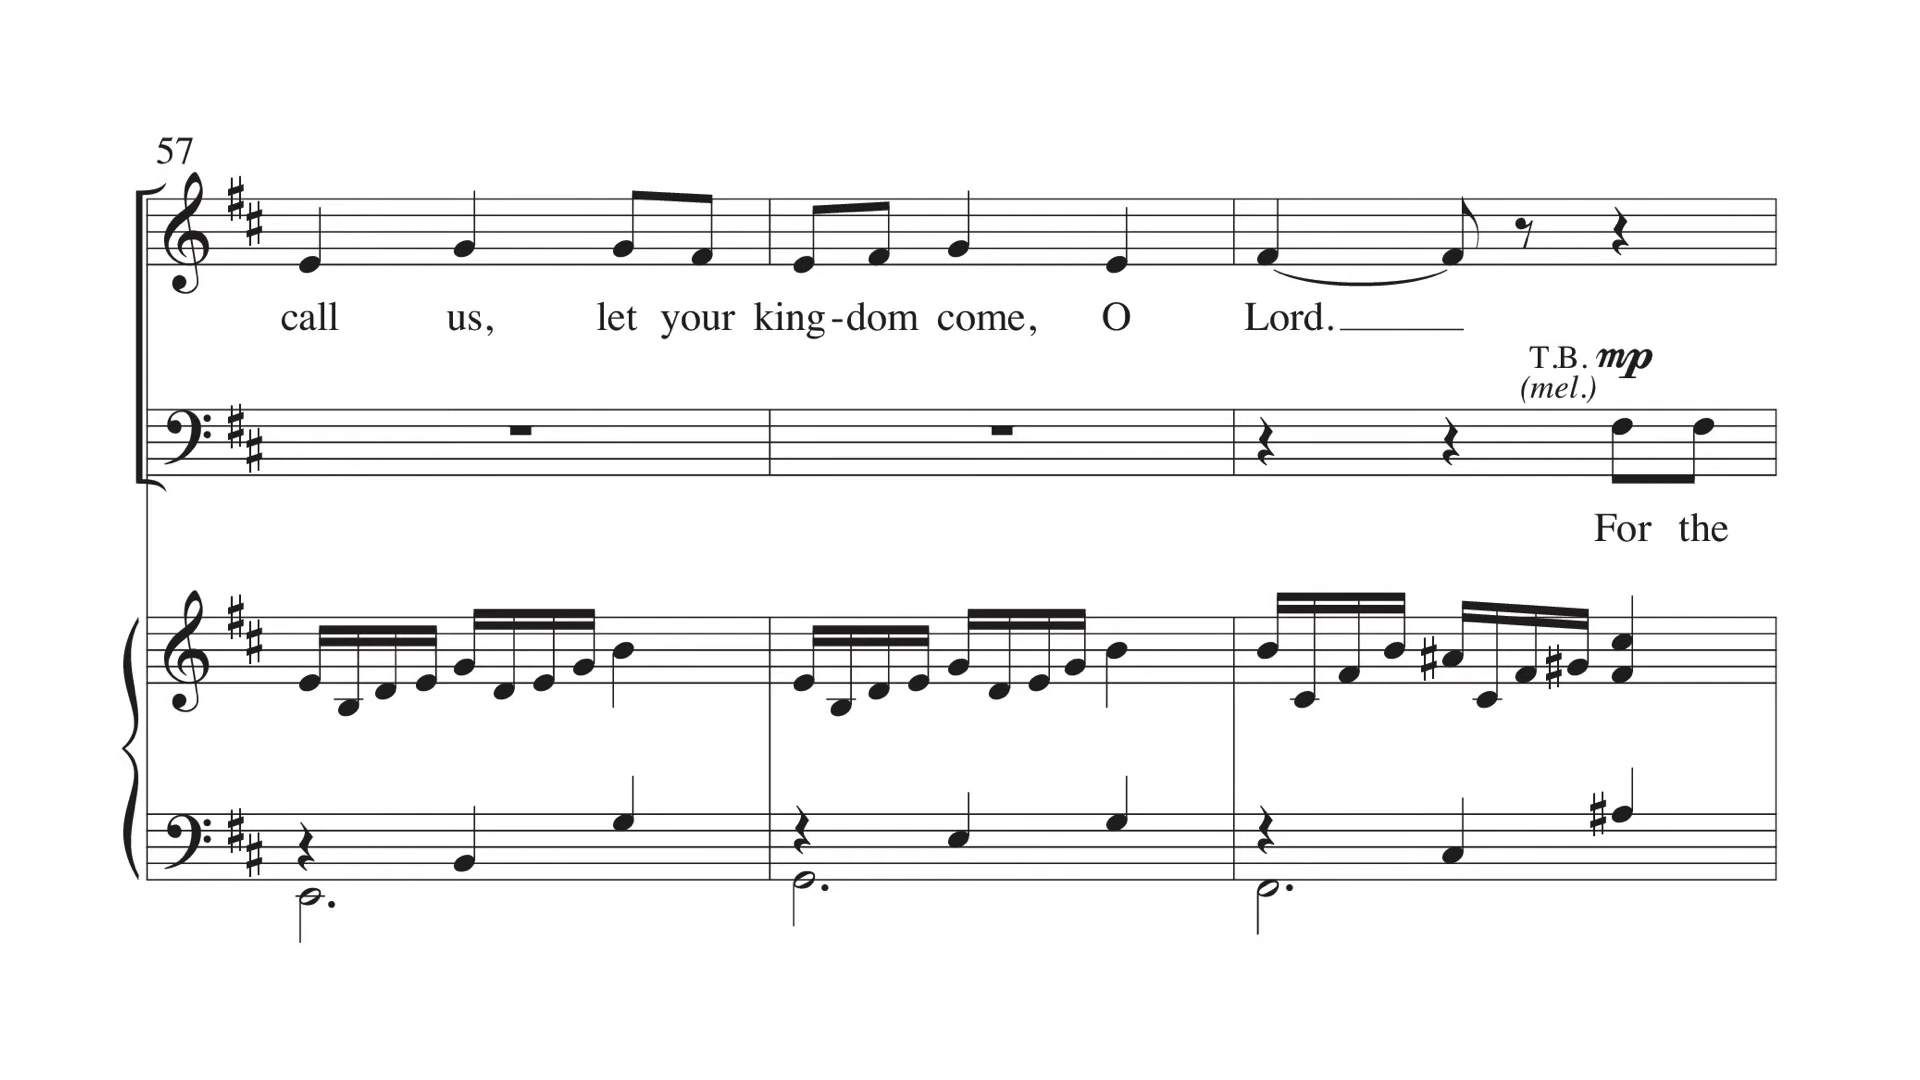 57
call us, let your king-dom come, O Lord.
T.B. mp
(mel.)
For the